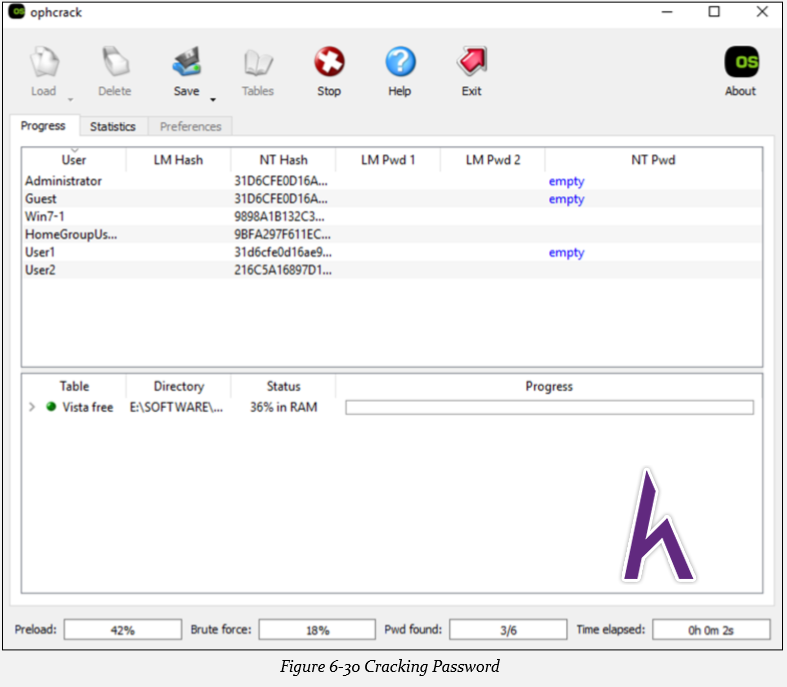 OS ophcrack
Load Delete Save Tables Stop Help Exit OS About
Progress Statistics Preferences
User LM Hash NT Hash LM Pwd 1 LM Pwd 2 NT Pwd
Administrator 31D6CFE0D16A... empty
Guest 31D6CFE0D16A... empty
Win7-1 9898A1B132C3...
HomeGroupUs... 9BFA297F611EC...
User1 31d6cfe0d16ae9... empty
User2 216C5A16897D1...
Table Directory Status Progress
Vista free E:\SOFTWARE\... 36% in RAM
Preload: 42% Brute force: 18% Pwd found: 3/6 Time elapsed: 0h 0m 2s
Figure 6-30 Cracking Password